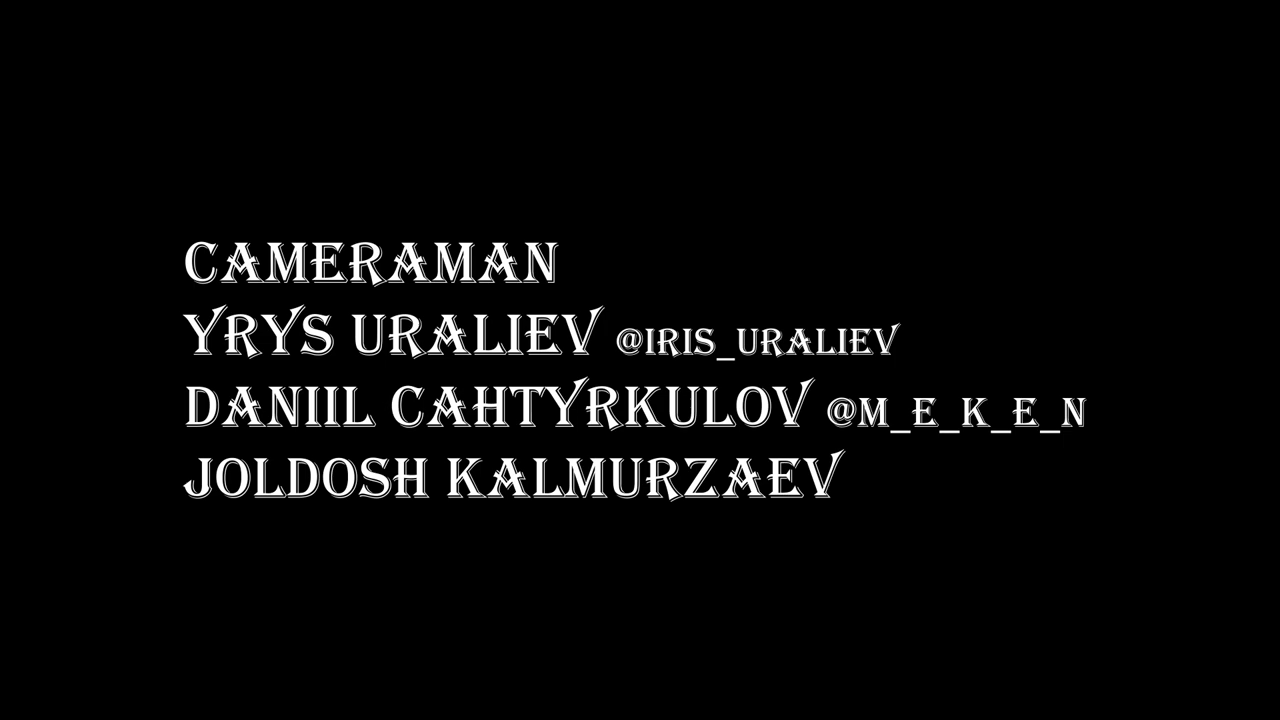 CAMERAMAN
YRYS URALIEV @IRIS_URALIEV
DANIIL CAHTYRKULOV @M_E_K_E_N
JOLDOSH KALMURZAEV